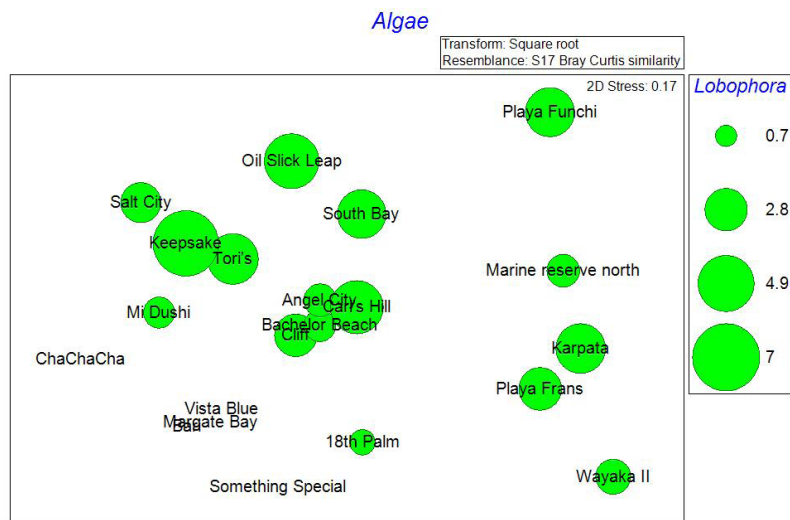 Algae
Transform: Square root
Resemblance: S17 Bray Curtis similarity
2D Stress: 0.17
Lobophora
0.7
2.8
4.9
7
Playa Funchi
Oil Slick Leap
Salt City
South Bay
Keepsake
Tori's
Marine reserve north
Angel City
Carl's Hill
Mi Dushi
Bachelor Beach
Cliff
Karpata
ChaChaCha
Playa Frans
Vista Blue
Margate Bay
Bari
18th Palm
Wayaka II
Something Special